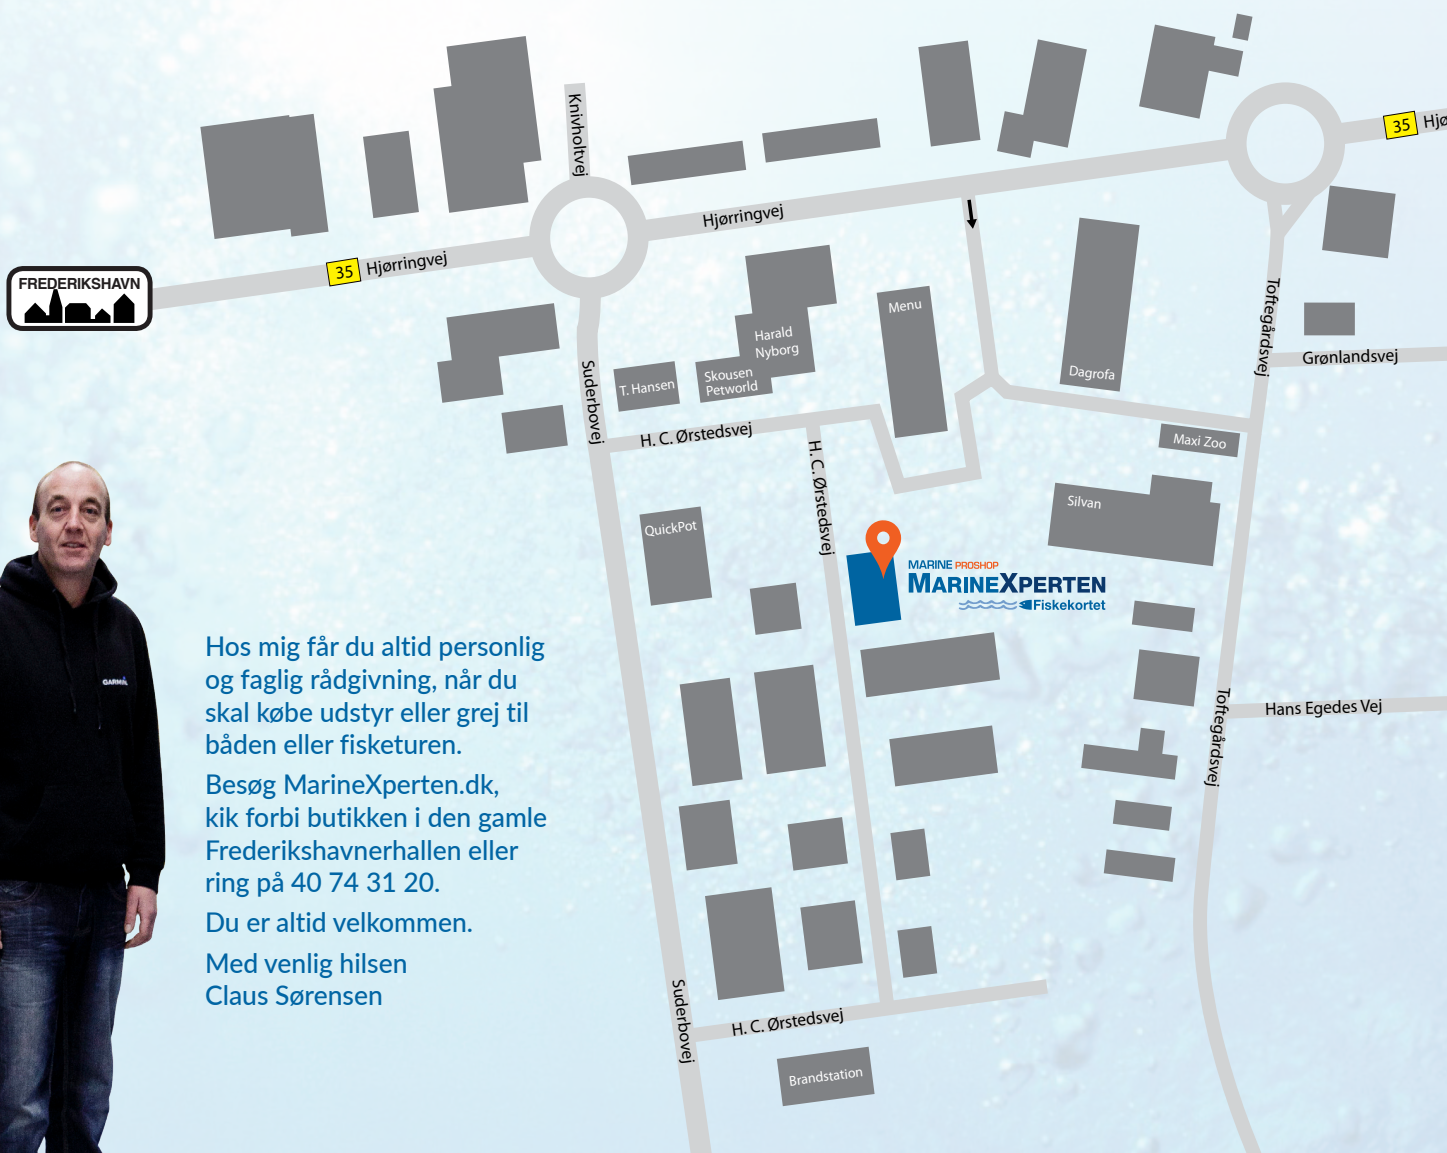 Knivholtvej
35
Hjø
Hjørringvej
35
Hjørringvej
FREDERIKSHAVN
Toftegårdsvej
Menu
Harald
Nyborg
Grønlandsvej
Suderbovej
T. Hansen
Skousen
Petworld
Dagrofa
H. C. Ørstedsvej
Maxi Zoo
H. C. Ørstedsvej
Silvan
QuickPot
MARINE PROSHOP
MARINEXPERTEN
Fiskekortet
GARMIN
Hos mig får du altid personlig
og faglig rådgivning, når du
skal købe udstyr eller grej til
båden eller fisketuren.
Besøg MarineXperten.dk,
kik forbi butikken i den gamle
Frederikshavnerhallen eller
ring på 40 74 31 20.
Du er altid velkommen.
Med venlig hilsen
Claus Sørensen
Toftegårdsvej
Hans Egedes Vej
Suderbovej
H. C. Ørstedsvej
Brandstation